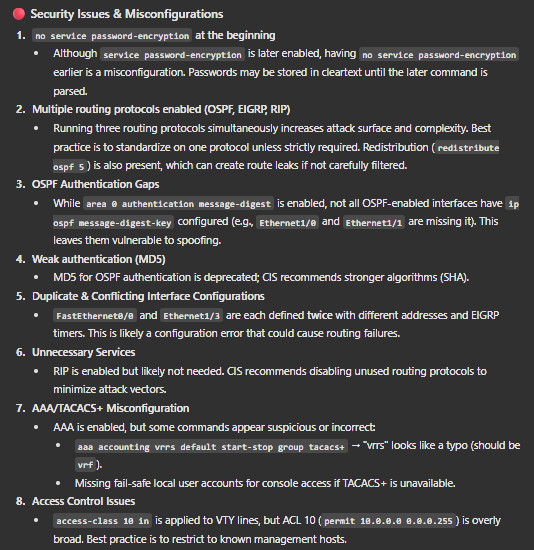 Security Issues & Misconfigurations
1. no service password-encryption at the beginning
Although service password-encryption is later enabled, having no service password-encryption
earlier is a misconfiguration. Passwords may be stored in cleartext until the later command is
parsed.
2. Multiple routing protocols enabled (OSPF, EIGRP, RIP)
Running three routing protocols simultaneously increases attack surface and complexity. Best
practice is to standardize on one protocol unless strictly required. Redistribution ( redistribute
ospf 5 ) is also present, which can create route leaks if not carefully filtered.
3. OSPF Authentication Gaps
While area 0 authentication message-digest is enabled, not all OSPF-enabled interfaces have ip
ospf message-digest-key configured (e.g., Ethernet1/0 and Ethernet1/1 are missing it). This
leaves them vulnerable to spoofing.
4. Weak authentication (MD5)
MD5 for OSPF authentication is deprecated; CIS recommends stronger algorithms (SHA).
5. Duplicate & Conflicting Interface Configurations
FastEthernet0/0 and Ethernet1/3 are each defined twice with different addresses and EIGRP
timers. This is likely a configuration error that could cause routing failures.
6. Unnecessary Services
RIP is enabled but likely not needed. CIS recommends disabling unused routing protocols to
minimize attack vectors.
7. AAA/TACACS+ Misconfiguration
AAA is enabled, but some commands appear suspicious or incorrect:
aaa accounting vrrs default start-stop group tacacs+ → "vrrs" looks like a typo (should be
vrf ).
Missing fail-safe local user accounts for console access if TACACS+ is unavailable.
8. Access Control Issues
access-class 10 in is applied to VTY lines, but ACL 10 ( permit 10.0.0.0 0.0.0.255 ) is overly
broad. Best practice is to restrict to known management hosts.